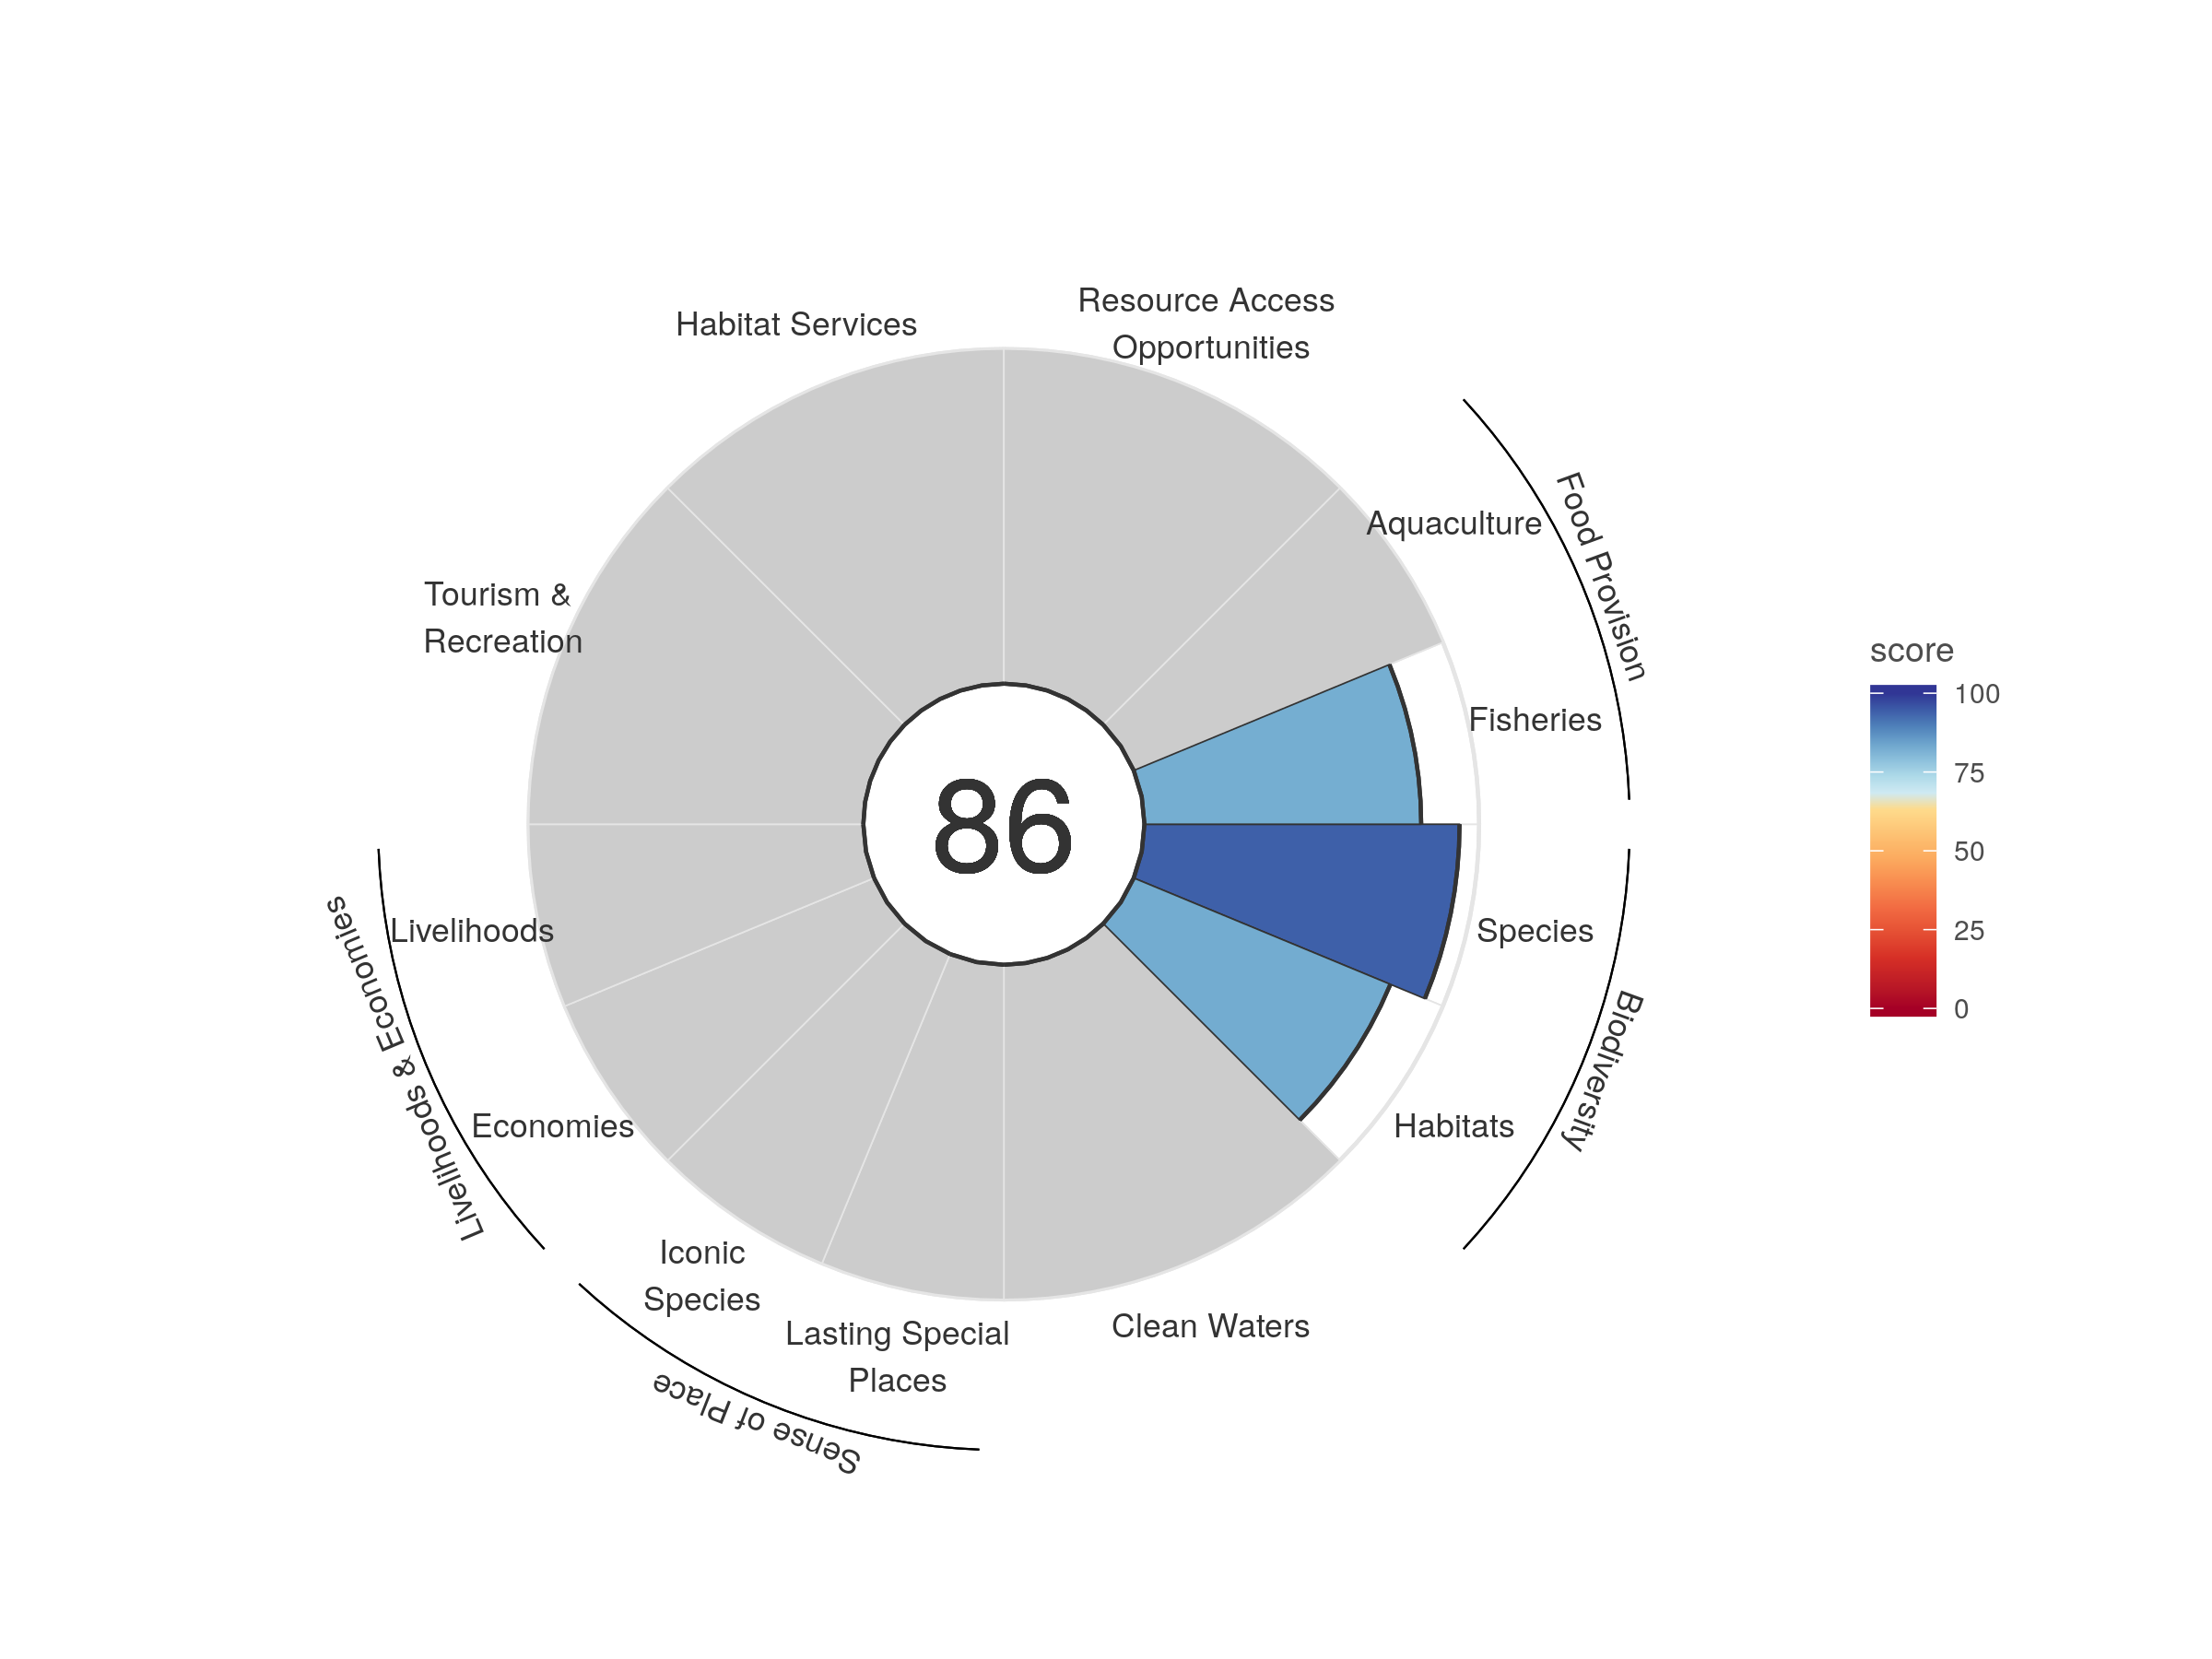 Resource Access
Opportunities
Habitat Services
Aquaculture
Food Provision
Tourism &
Recreation
Fisheries
score
100
75
50
25
0
86
Livelihoods
Species
Livelihoods & Economies
Biodiversity
Economies
Habitats
Iconic
Species
Lasting Special
Places
Clean Waters
Sense of Place